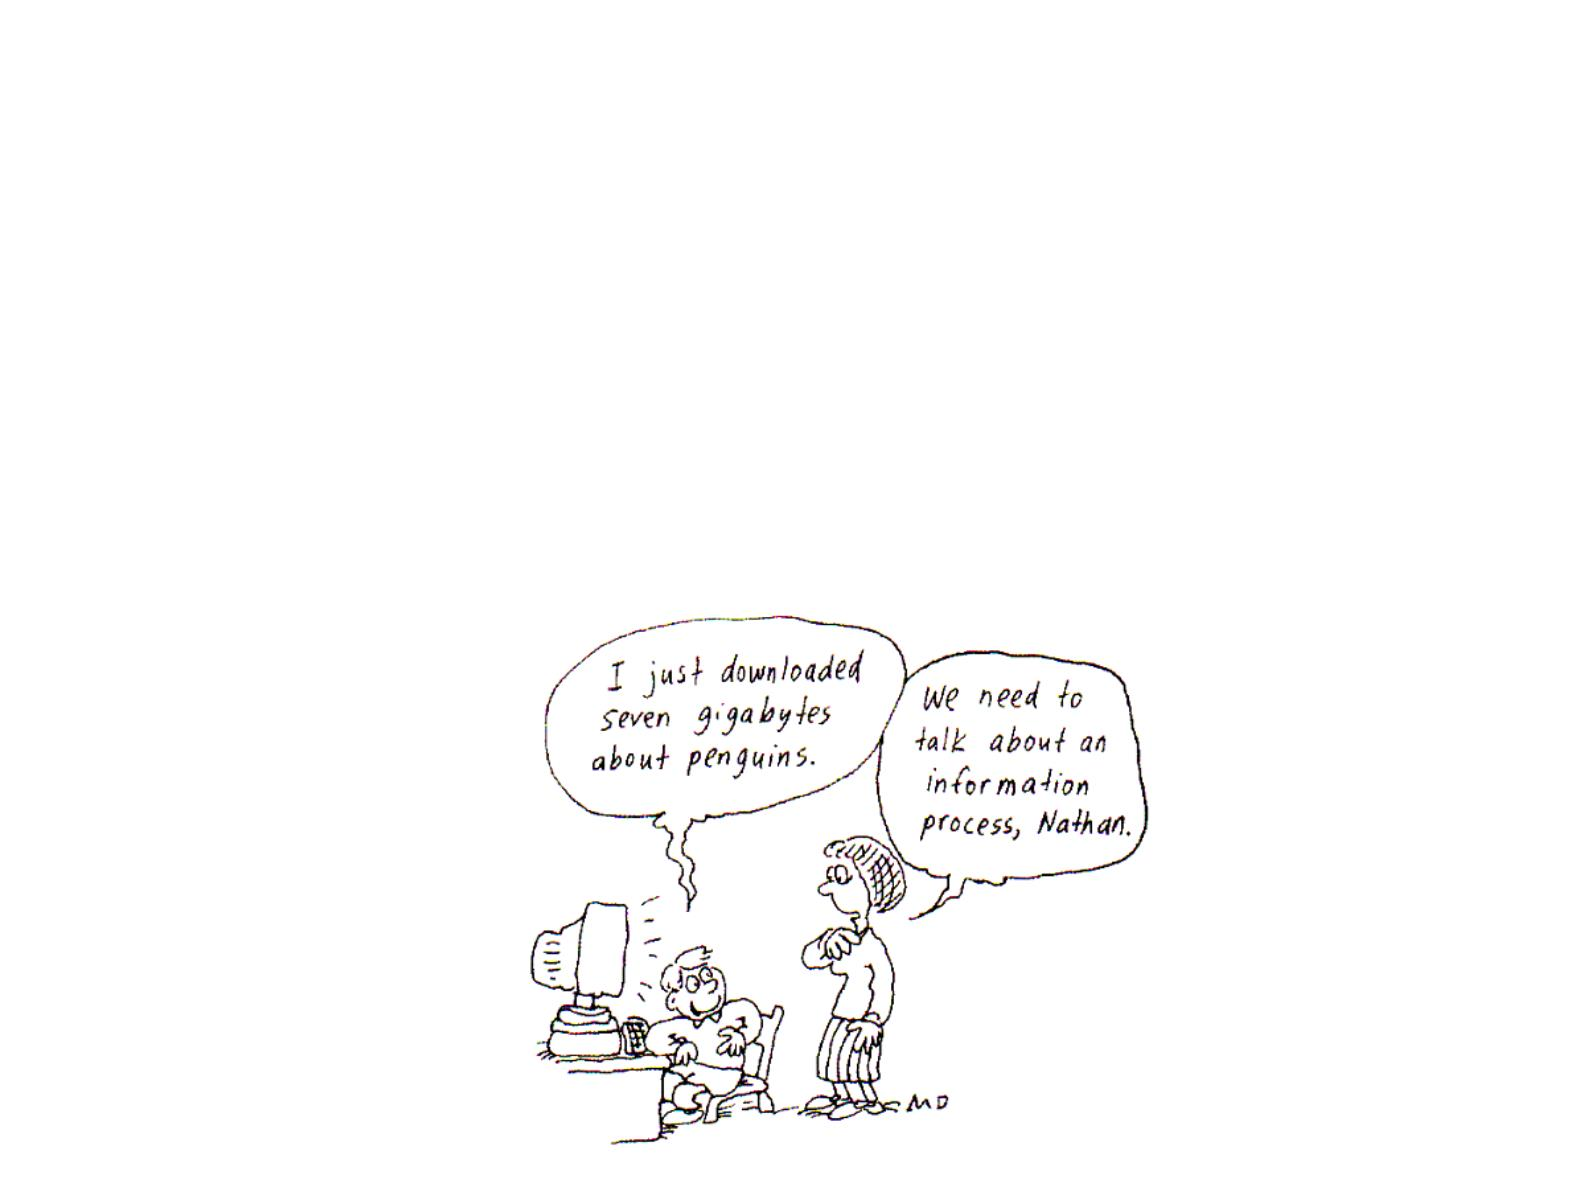 I just downloaded
seven gigabytes
about penguins.
We need to
talk about an
information
process, Nathan.
MD